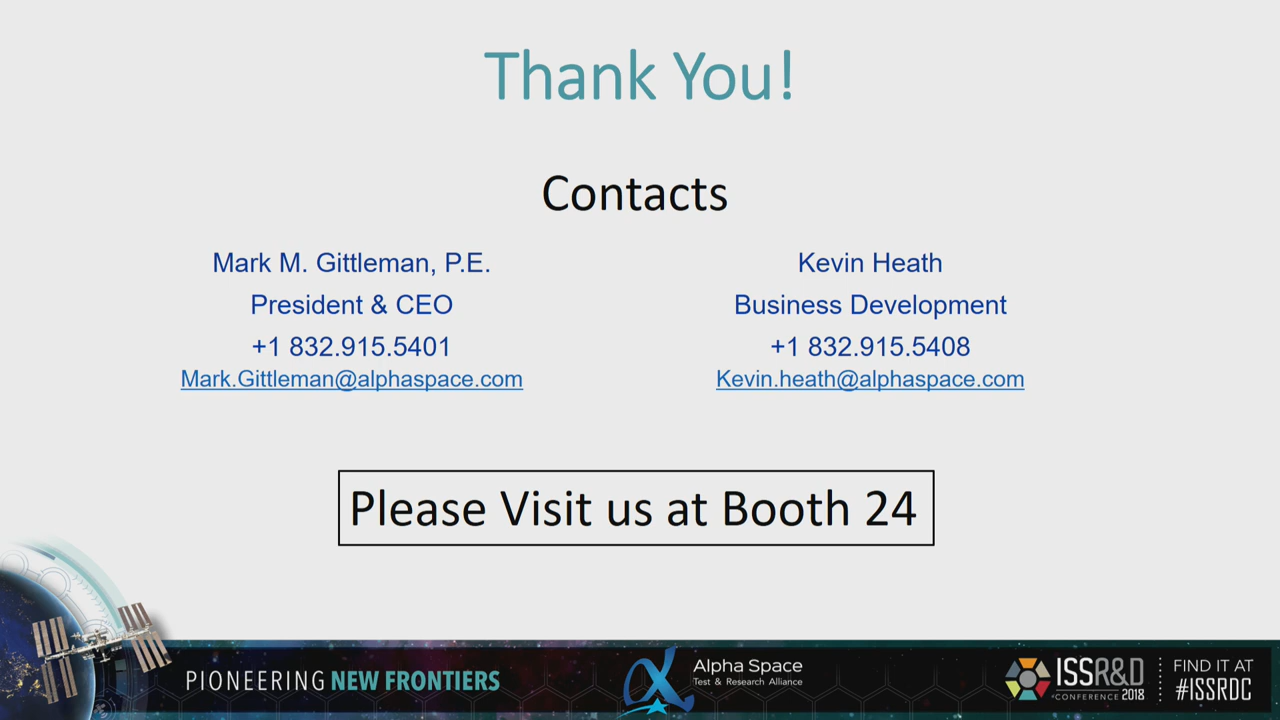 Thank You!
Contacts
Mark M. Gittleman, P.E.
President & CEO
+1 832.915.5401
Mark.Gittleman@alphaspace.com
Kevin Heath
Business Development
+1 832.915.5408
Kevin.heath@alphaspace.com
Please Visit us at Booth 24
PIONEERING NEW FRONTIERS
Alpha Space
Test & Research Alliance
ISSR&D
CONFERENCE 2018
FIND IT AT
#ISSRDC